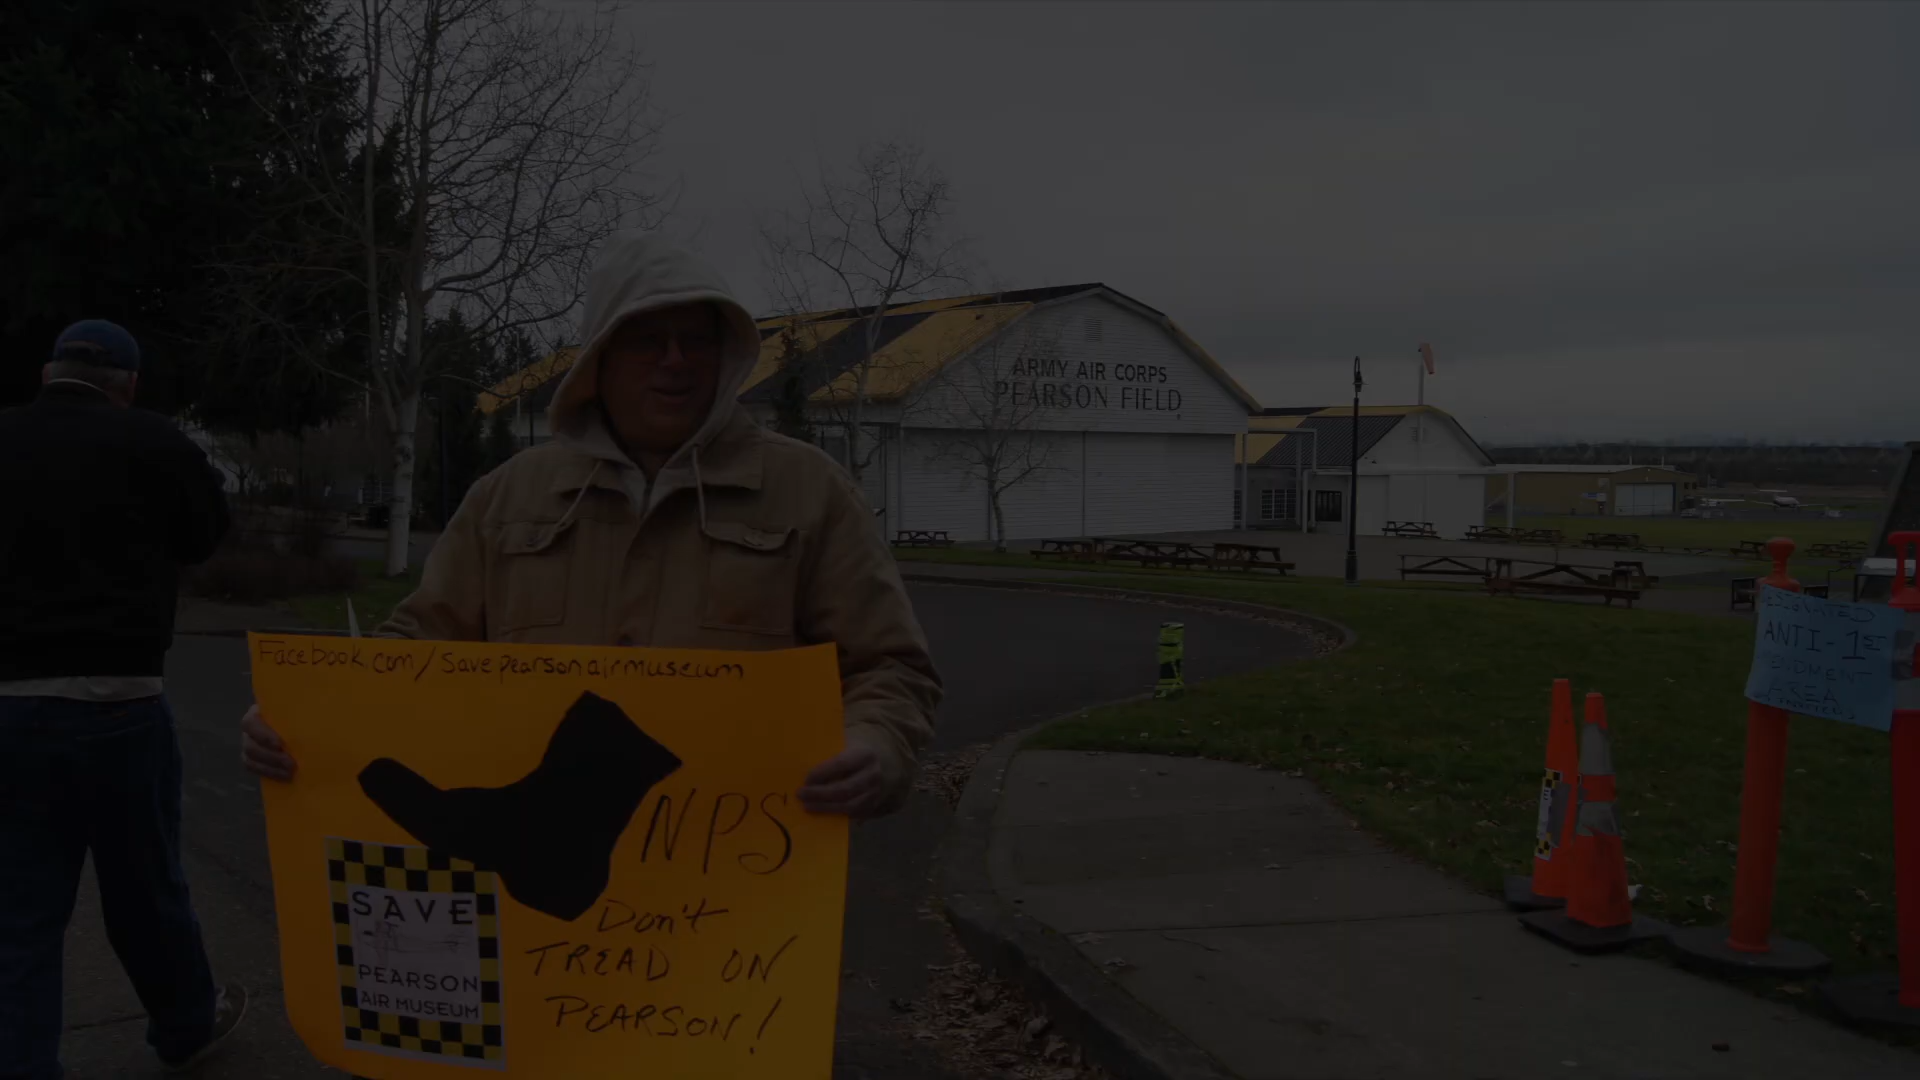 ARMY AIR CORPS
PEARSON FIELD
Facebook.com/savepearsonairmuseum
NPS
Don't
TREAD ON
PEARSON!
SAVE
PEARSON
AIR MUSEUM
ANTI-1ST
AREA